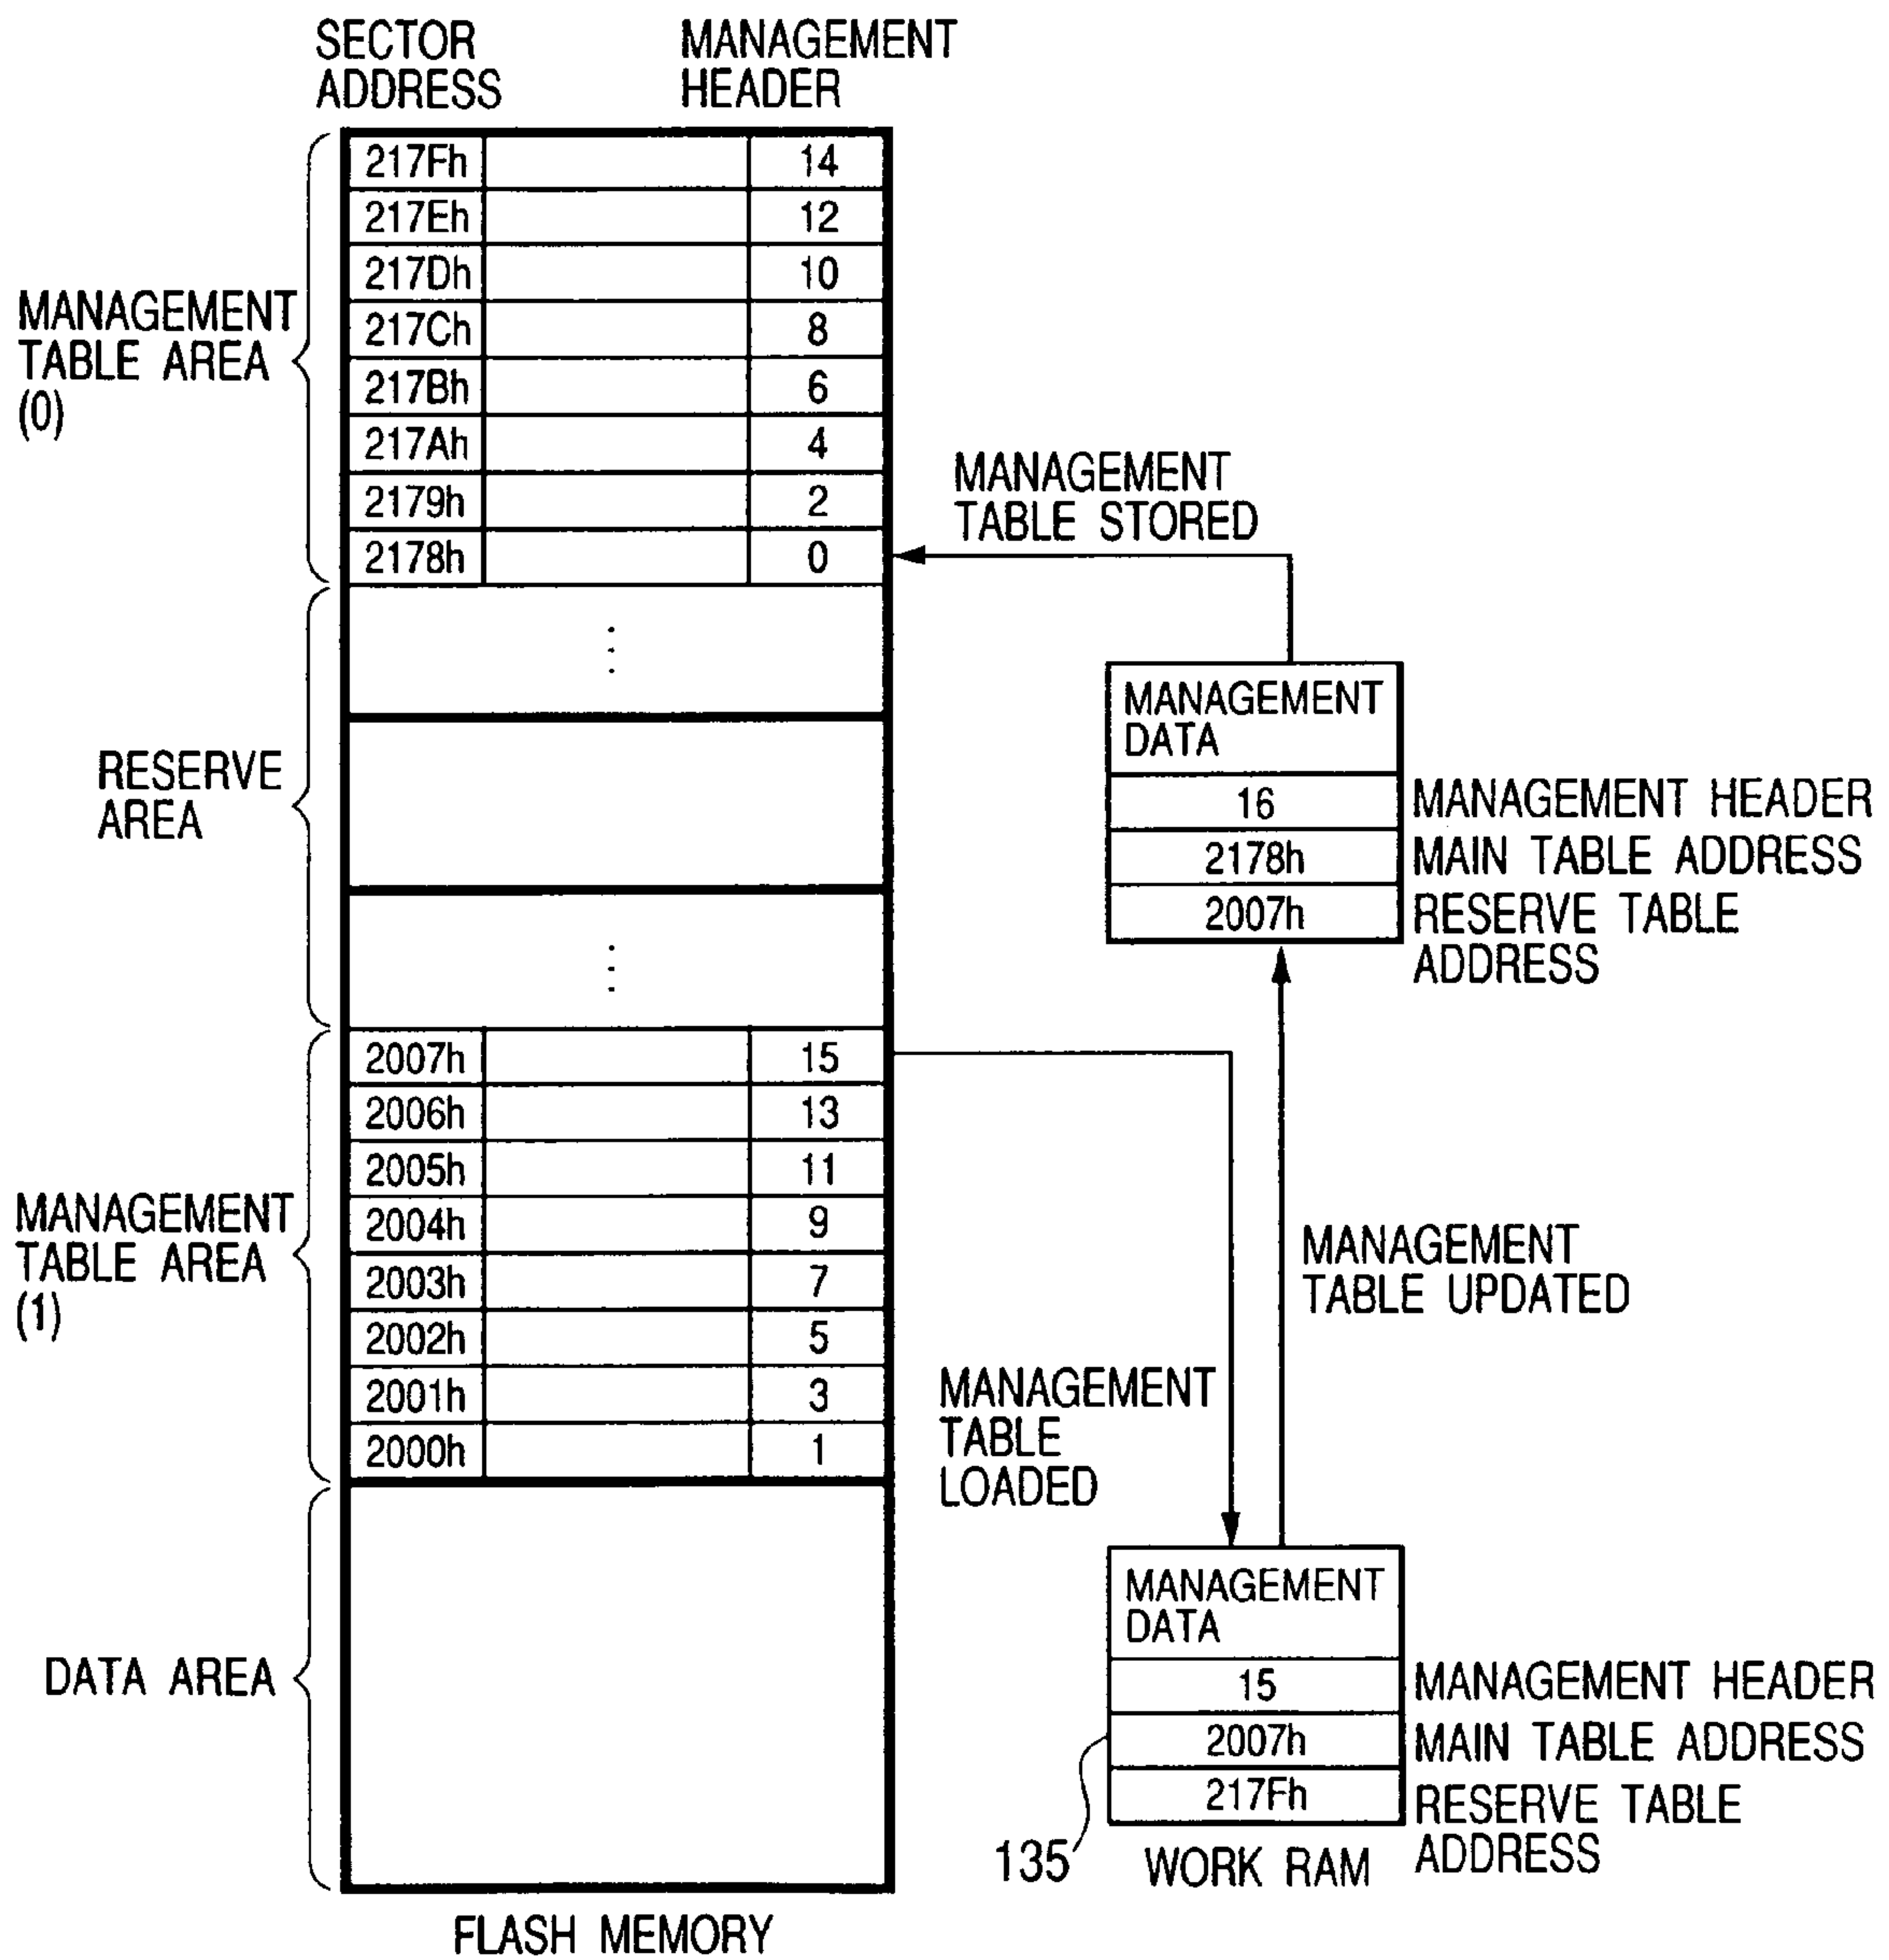 SECTOR
ADDRESS
MANAGEMENT
HEADER
MANAGEMENT
TABLE AREA
(0)
217Fh 14
217Eh 12
217Dh 10
217Ch 8
217Bh 6
217Ah 4
2179h 2
2178h 0
MANAGEMENT
TABLE STORED
RESERVE
AREA
MANAGEMENT
DATA
16 MANAGEMENT HEADER
2178h MAIN TABLE ADDRESS
2007h RESERVE TABLE
ADDRESS
MANAGEMENT
TABLE AREA
(1)
2007h 15
2006h 13
2005h 11
2004h 9
2003h 7
2002h 5
2001h 3
2000h 1
MANAGEMENT
TABLE UPDATED
MANAGEMENT
TABLE
LOADED
DATA AREA
MANAGEMENT
DATA
15 MANAGEMENT HEADER
2007h MAIN TABLE ADDRESS
217Fh RESERVE TABLE
ADDRESS
135
WORK RAM
FLASH MEMORY